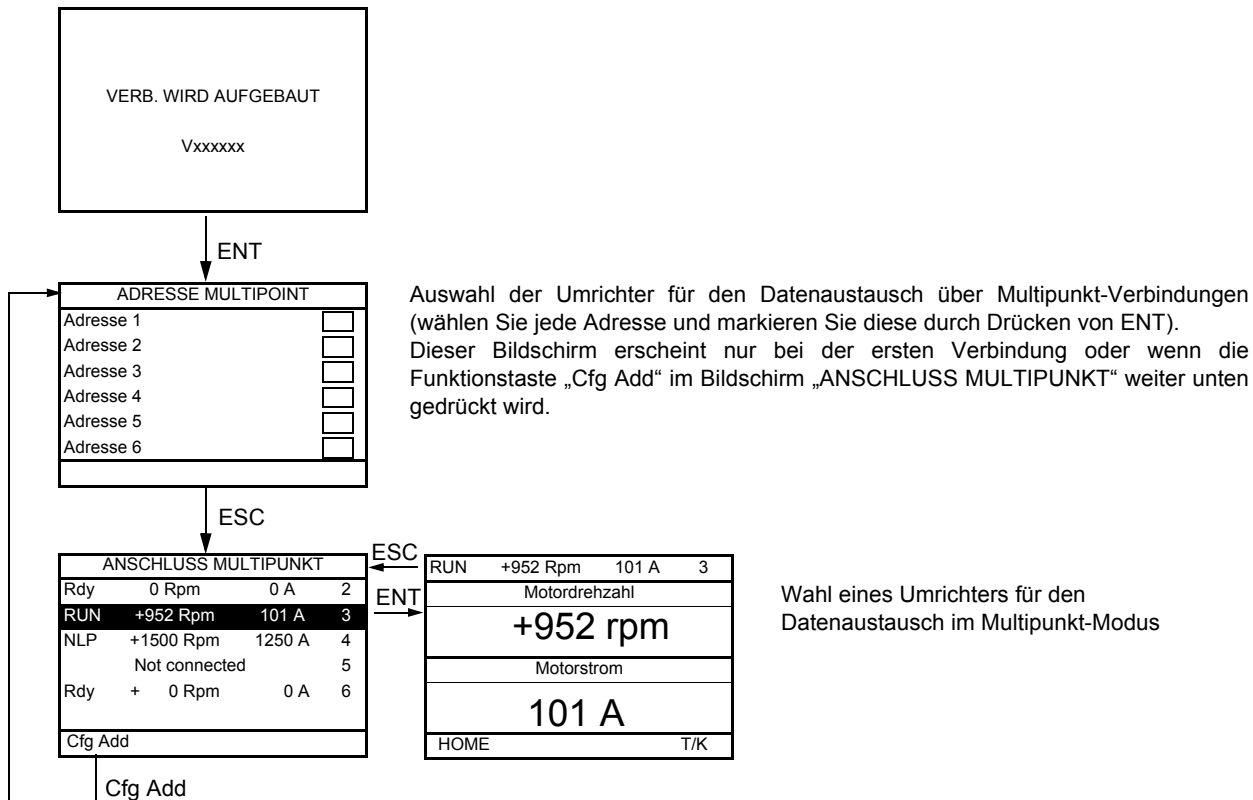 VERB. WIRD AUFGEBAUT
Vxxxxxx
ENT
ADRESSE MULTIPOINT
Adresse 1
Adresse 2
Adresse 3
Adresse 4
Adresse 5
Adresse 6
Auswahl der Umrichter für den Datenaustausch über Multipunkt-Verbindungen
(wählen Sie jede Adresse und markieren Sie diese durch Drücken von ENT).
Dieser Bildschirm erscheint nur bei der ersten Verbindung oder wenn die
Funktionstaste „Cfg Add“ im Bildschirm „ANSCHLUSS MULTIPUNKT“ weiter unten
gedrückt wird.
ESC
ANSCHLUSS MULTIPUNKT
Rdy 0 Rpm 0 A 2
RUN +952 Rpm 101 A 3
NLP +1500 Rpm 1250 A 4
Not connected 5
Rdy + 0 Rpm 0 A 6
Cfg Add
ESC
ENT
RUN +952 Rpm 101 A 3
Motordrehzahl
+952 rpm
Motorstrom
101 A
HOME T/K
Wahl eines Umrichters für den
Datenaustausch im Multipunkt-Modus
Cfg Add